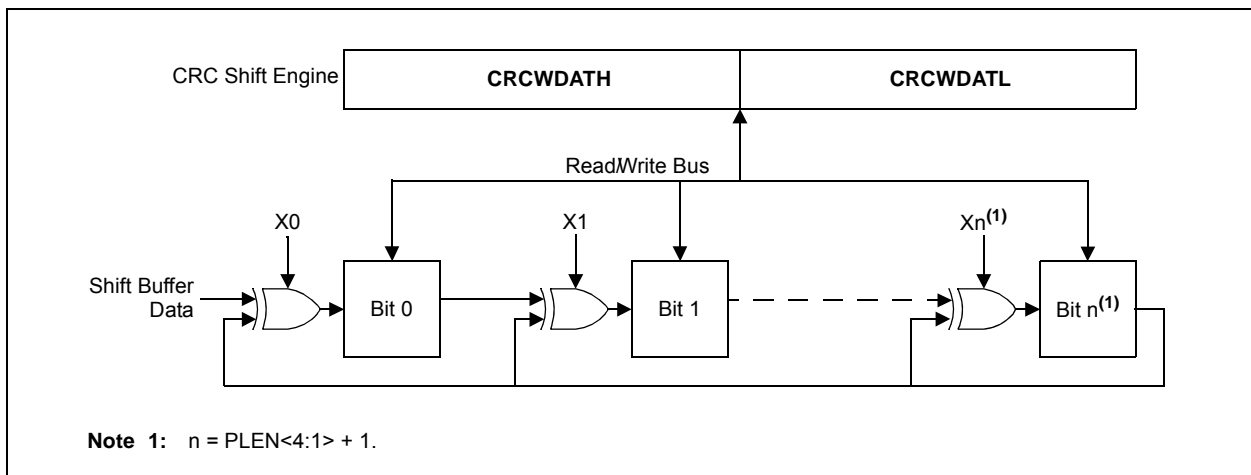 CRC Shift Engine CRCWDATH CRCWDATL
Read/Write Bus
X0 X1 Xn(1)
Shift Buffer
Data
Bit 0 Bit 1 Bit n(1)
Note 1: n = PLEN<4:1> + 1.